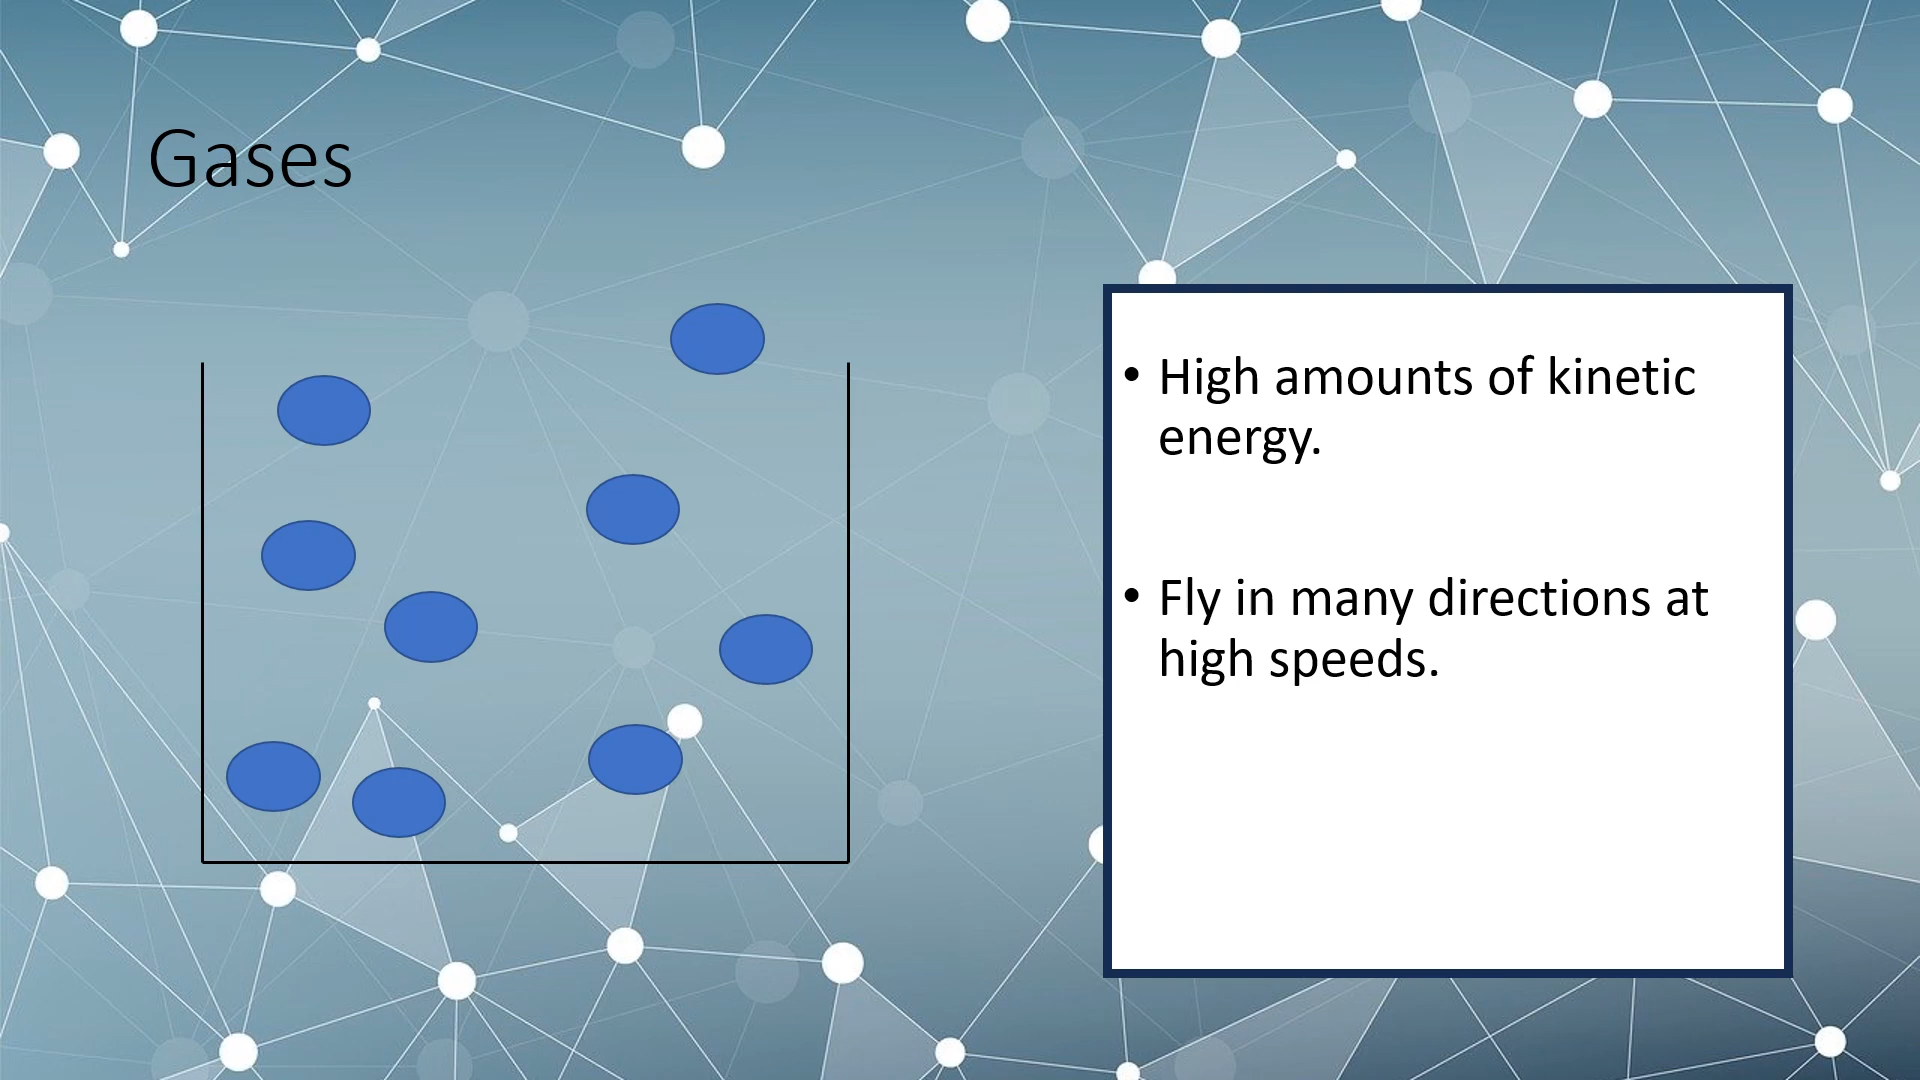 Gases
• High amounts of kinetic
energy.
• Fly in many directions at
high speeds.